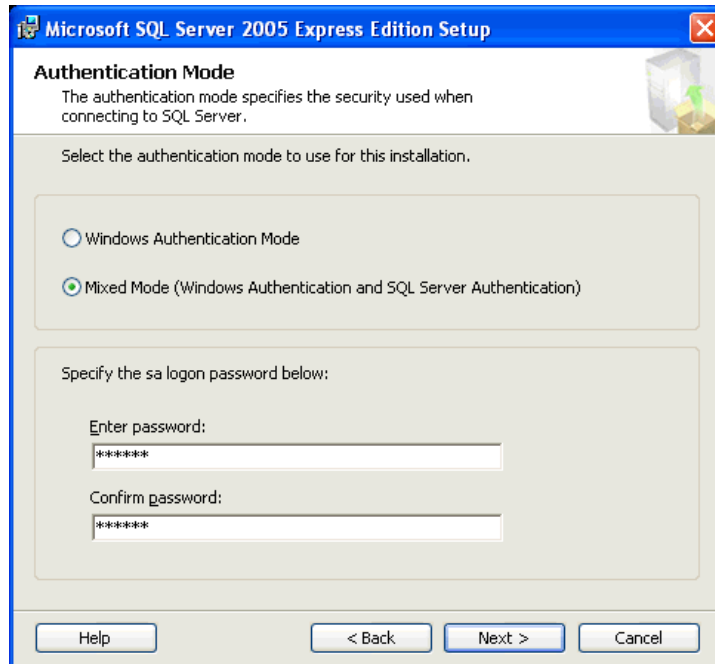 Microsoft SQL Server 2005 Express Edition Setup
Authentication Mode
The authentication mode specifies the security used when
connecting to SQL Server.
Select the authentication mode to use for this installation.
Windows Authentication Mode
Mixed Mode (Windows Authentication and SQL Server Authentication)
Specify the sa logon password below:
Enter password:
******
Confirm password:
******
Help
< Back
Next >
Cancel